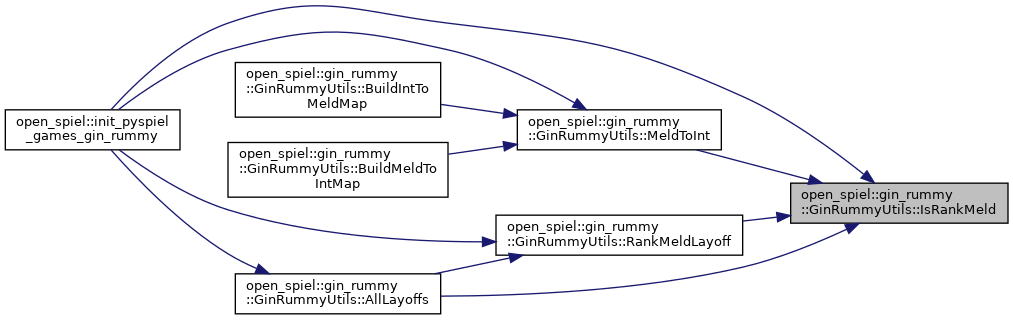 open_spiel::gin_rummy
::GinRummyUtils::BuildIntTo
MeldMap
open_spiel::init_pyspiel
_games_gin_rummy
open_spiel::gin_rummy
::GinRummyUtils::MeldToInt
open_spiel::gin_rummy
::GinRummyUtils::BuildMeldTo
IntMap
open_spiel::gin_rummy
::GinRummyUtils::IsRankMeld
open_spiel::gin_rummy
::GinRummyUtils::RankMeldLayoff
open_spiel::gin_rummy
::GinRummyUtils::AllLayoffs